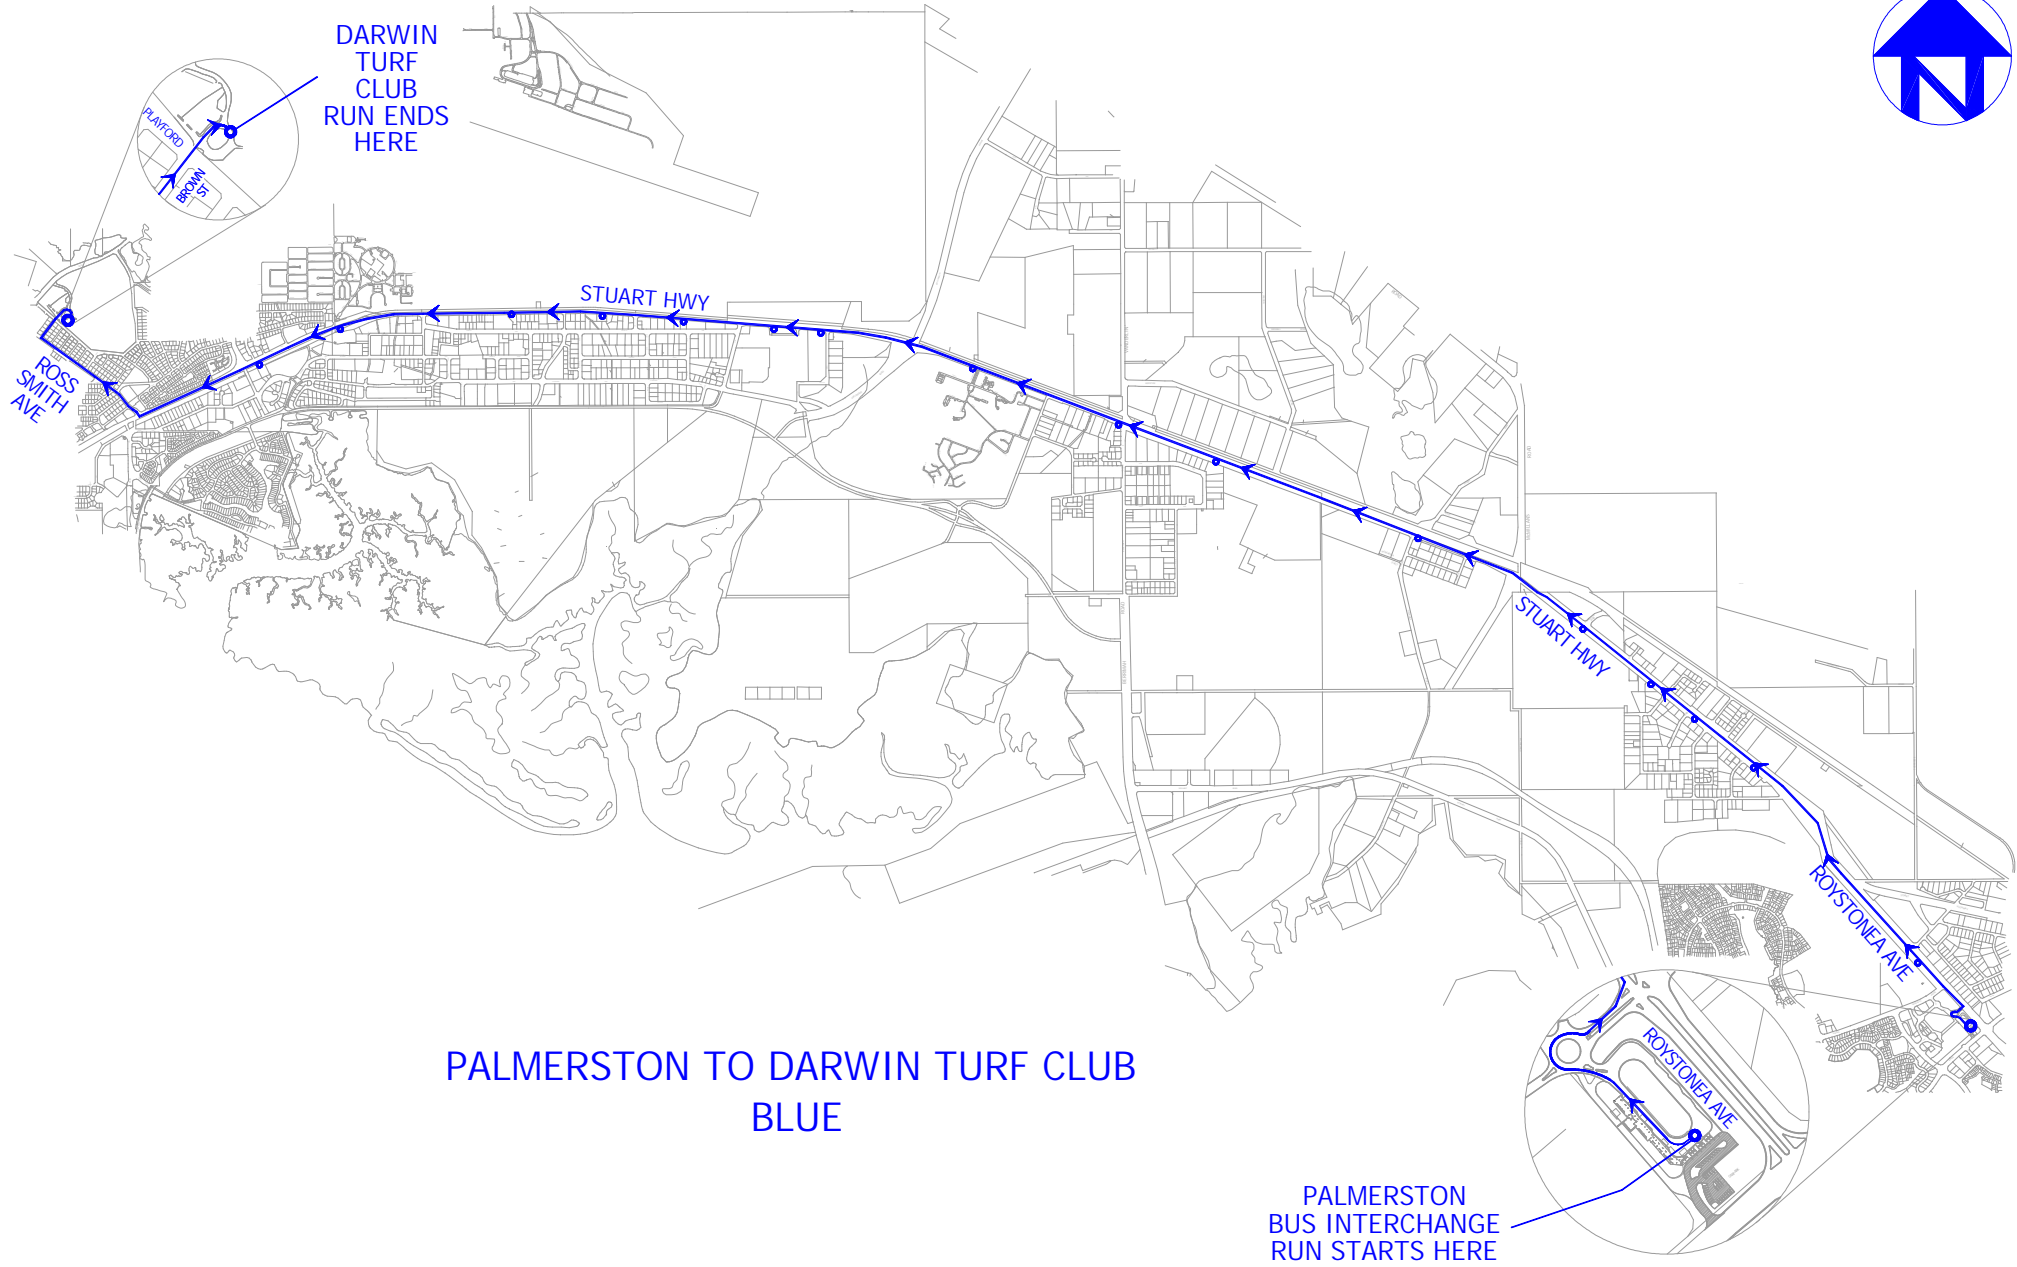 DARWIN
TURF
CLUB
RUN ENDS
HERE
N
PLAYFORD
BROWN
ST
STUART HWY
ROSS
SMITH
AVE
STUART HWY
ROYSTONEA AVE
ROYSTONEA AVE
PALMERSTON TO DARWIN TURF CLUB
BLUE
PALMERSTON
BUS INTERCHANGE
RUN STARTS HERE